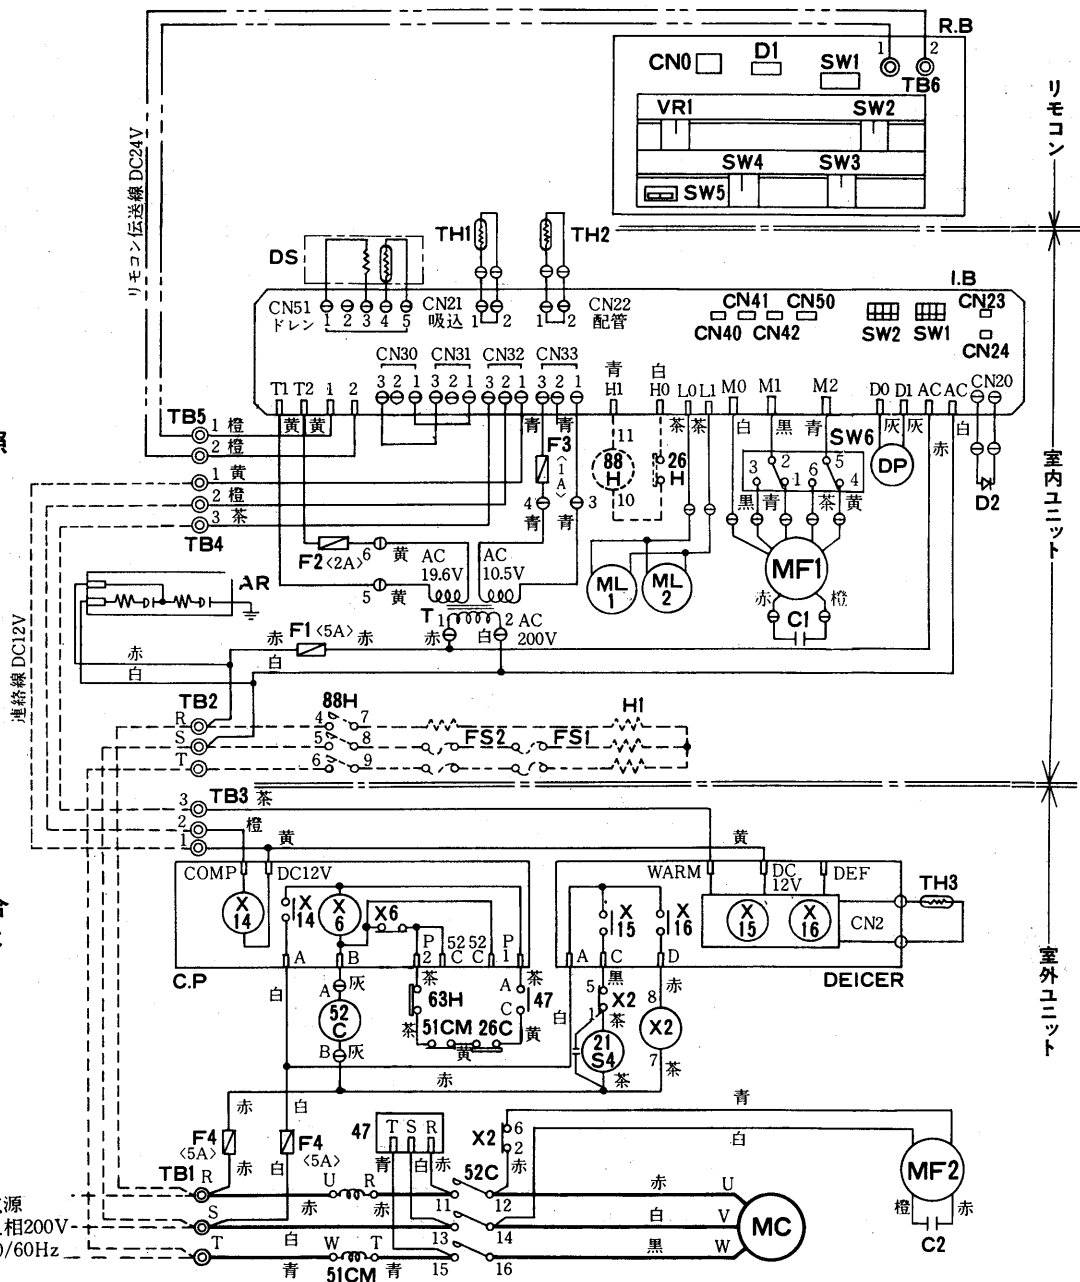 R.B
1 2
CN0 D1 SW1 TB6
VR1 SW2
SW4 SW3
SW5
リモコン
リモコン伝送線 DC24V
TH1 TH2
DS
I.B
CN51 ドレン 1 2 3 4 5
CN21 吸込 1 2
CN22 配管 1 2
CN41 CN50
CN40 CN42
SW2 SW1
CN23
CN24
CN30 CN31 CN32 CN33
青 白
T1 T2 1 2
3 2 1 3 2 1 3 2 1 3 2 1
H1 H0 L0 L1 M0 M1 M2 D0 D1 AC AC CN20
TB5 1 橙 黄 黄
2 橙
青 青
茶 茶 白 黒 青 灰 灰 赤 白
F3 〈1A〉
11 88H 10
26H
SW6
3 2 1 6 5 4
DP
D2
室内ユニット
1 黄
2 橙
3 茶
TB4
4 3
青 青
黒 青 茶 黄
F2 〈2A〉 6 黄
5 黄
AC 19.6V
AC 10.5V
ML1 ML2
MF1
赤 橙
C1
AR
T 1 2 AC 200V
赤 白
赤 F1 〈5A〉 赤
白
赤
白
連絡線 DC12V
TB2
R
S
T
88H
4 7
5 8
6 9
FS2 FS1
H1
3 TB3 茶
2 橙
1 黄
黄
COMP DC12V
X14 X14 X6 X6
P2 52C 52C P1
A B
C.P
WARM DC12V DEF
X15 X16
X15 X16
CN2
TH3
A C D
DEICER
室外ユニット
白 灰 茶 茶
A 52C B
灰
63H
A 47
C
茶 51CM 26C 黄
黄
白
黒 赤
5 X2 1
茶
8 X2 7
21S4
茶 茶
赤
赤 白
F4 〈5A〉
F4 〈5A〉
赤 白
47 T S R
青 白 赤
X2 6 2
赤
青
白
MF2
橙 赤
C2
TB1
R
S
T
U R
赤
11 52C 12
赤 U
白
13 14
白 V
W T
青 51CM 青
15 16
黒 W
MC
源
相200V
/60Hz